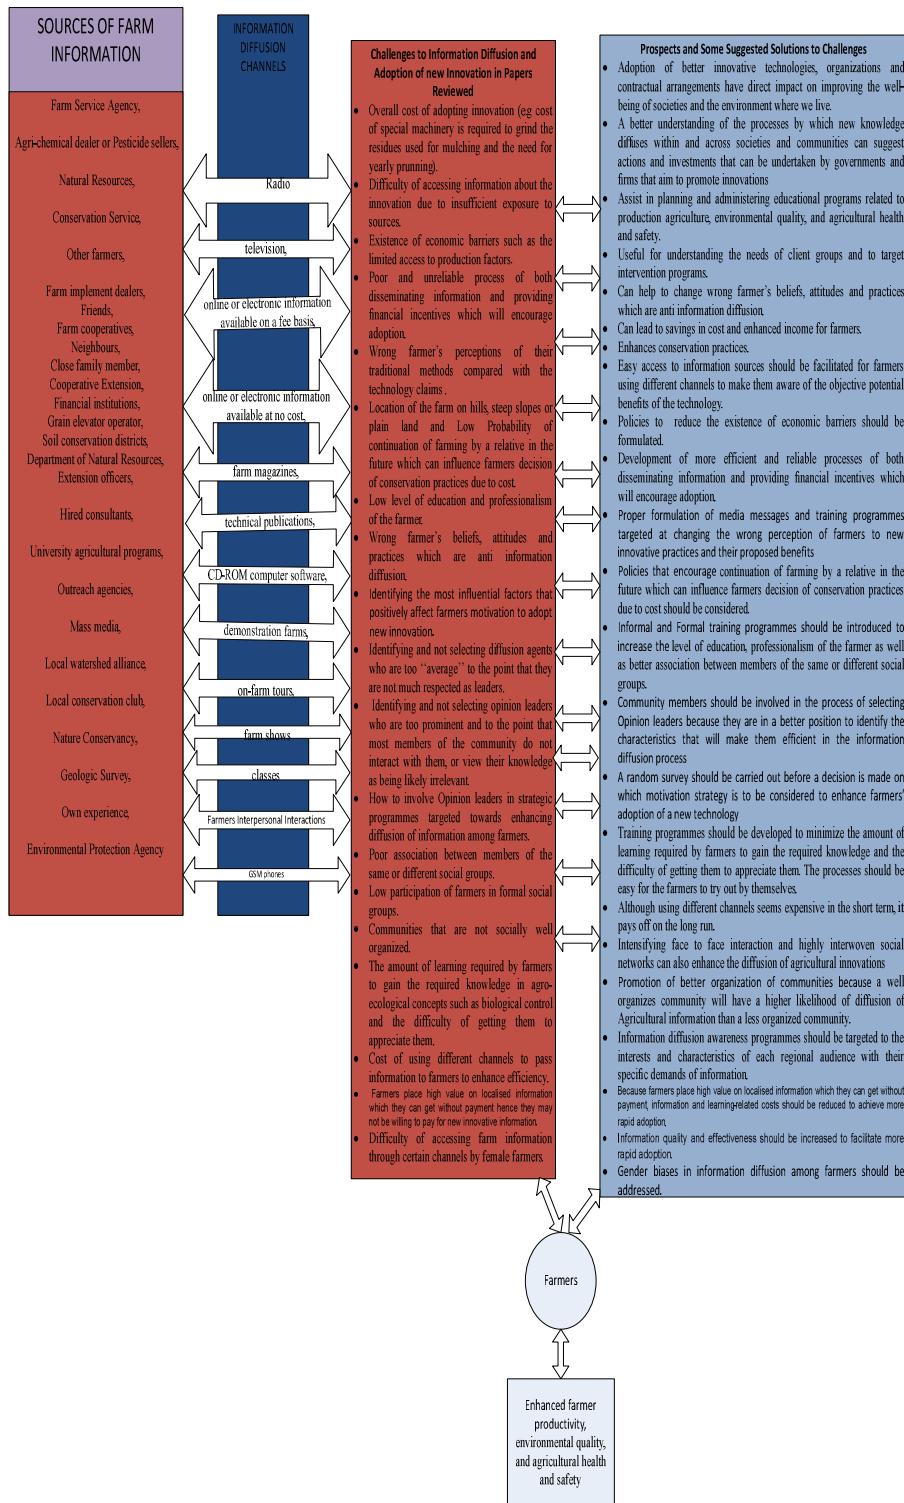 SOURCES OF FARM
INFORMATION
Farm Service Agency,
Agri-chemical dealer or Pesticide sellers,
Natural Resources,
Conservation Service,
Other farmers,
Farm implement dealers,
Friends,
Farm cooperatives,
Neighbours,
Close family member,
Cooperative Extension,
Financial institutions,
Grain elevator operator,
Soil conservation districts,
Department of Natural Resources,
Extension officers,
Hired consultants,
University agricultural programs,
Outreach agencies,
Mass media,
Local watershed alliance,
Local conservation club,
Nature Conservancy,
Geologic Survey,
Own experience,
Environmental Protection Agency
INFORMATION
DIFFUSION
CHANNELS
Radio
television,
online or electronic information
available on a fee basis,
online or electronic information
available at no cost,
farm magazines,
technical publications,
CD-ROM computer software,
demonstration farms,
on-farm tours,
farm shows
classes
Farmers Interpersonal Interactions
GSM phones
Challenges to Information Diffusion and
Adoption of new Innovation in Papers
Reviewed
• Overall cost of adopting innovation (eg cost
of special machinery is required to grind the
residues used for mulching and the need for
yearly prunning).
• Difficulty of accessing information about the
innovation due to insufficient exposure to
sources.
• Existence of economic barriers such as the
limited access to production factors.
• Poor and unreliable process of both
disseminating information and providing
financial incentives which will encourage
adoption.
• Wrong farmer's perceptions of their
traditional methods compared with the
technology claims .
• Location of the farm on hills, steep slopes or
plain land and Low Probability of
continuation of farming by a relative in the
future which can influence farmers decision
of conservation practices due to cost.
• Low level of education and professionalism
of the farmer.
• Wrong farmer's beliefs, attitudes and
practices which are anti information
diffusion.
• Identifying the most influential factors that
positively affect farmers motivation to adopt
new innovation.
• Identifying and not selecting diffusion agents
who are too "average" to the point that they
are not much respected as leaders.
• Identifying and not selecting opinion leaders
who are too prominent and to the point that
most members of the community do not
interact with them, or view their knowledge
as being likely irrelevant.
• How to involve Opinion leaders in strategic
programmes targeted towards enhancing
diffusion of information among farmers.
• Poor association between members of the
same or different social groups.
• Low participation of farmers in formal social
groups.
• Communities that are not socially well
organized.
• The amount of learning required by farmers
to gain the required knowledge in agro-
ecological concepts such as biological control
and the difficulty of getting them to
appreciate them.
• Cost of using different channels to pass
information to farmers to enhance efficiency.
• Farmers place high value on localised information
which they can get without payment hence they may
not be willing to pay for new innovative information.
• Difficulty of accessing farm information
through certain channels by female farmers.
Prospects and Some Suggested Solutions to Challenges
• Adoption of better innovative technologies, organizations and
contractual arrangements have direct impact on improving the well-
being of societies and the environment where we live.
• A better understanding of the processes by which new knowledge
diffuses within and across societies and communities can suggest
actions and investments that can be undertaken by governments and
firms that aim to promote innovations
• Assist in planning and administering educational programs related to
production agriculture, environmental quality, and agricultural health
and safety.
• Useful for understanding the needs of client groups and to target
intervention programs.
• Can help to change wrong farmer's beliefs, attitudes and practices
which are anti information diffusion.
• Can lead to savings in cost and enhanced income for farmers.
• Enhances conservation practices.
• Easy access to information sources should be facilitated for farmers
using different channels to make them aware of the objective potential
benefits of the technology.
• Policies to reduce the existence of economic barriers should be
formulated.
• Development of more efficient and reliable processes of both
disseminating information and providing financial incentives which
will encourage adoption.
• Proper formulation of media messages and training programmes
targeted at changing the wrong perception of farmers to new
innovative practices and their proposed benefits
• Policies that encourage continuation of farming by a relative in the
future which can influence farmers decision of conservation practices
due to cost should be considered.
• Informal and Formal training programmes should be introduced to
increase the level of education, professionalism of the farmer as well
as better association between members of the same or different social
groups.
• Community members should be involved in the process of selecting
Opinion leaders because they are in a better position to identify the
characteristics that will make them efficient in the information
diffusion process
• A random survey should be carried out before a decision is made on
which motivation strategy is to be considered to enhance farmers'
adoption of a new technology
• Training programmes should be developed to minimize the amount of
learning required by farmers to gain the required knowledge and the
difficulty of getting them to appreciate them. The processes should be
easy for the farmers to try out by themselves.
• Although using different channels seems expensive in the short term, it
pays off on the long run.
• Intensifying face to face interaction and highly interwoven social
networks can also enhance the diffusion of agricultural innovations
• Promotion of better organization of communities because a well
organizes community will have a higher likelihood of diffusion of
Agricultural information than a less organized community.
• Information diffusion awareness programmes should be targeted to the
interests and characteristics of each regional audience with their
specific demands of information.
• Because farmers place high value on localised information which they can get without
payment, information and learning-related costs should be reduced to achieve more
rapid adoption.
• Information quality and effectiveness should be increased to facilitate more
rapid adoption.
• Gender biases in information diffusion among farmers should be
addressed.
Farmers
Enhanced farmer
productivity,
environmental quality,
and agricultural health
and safety